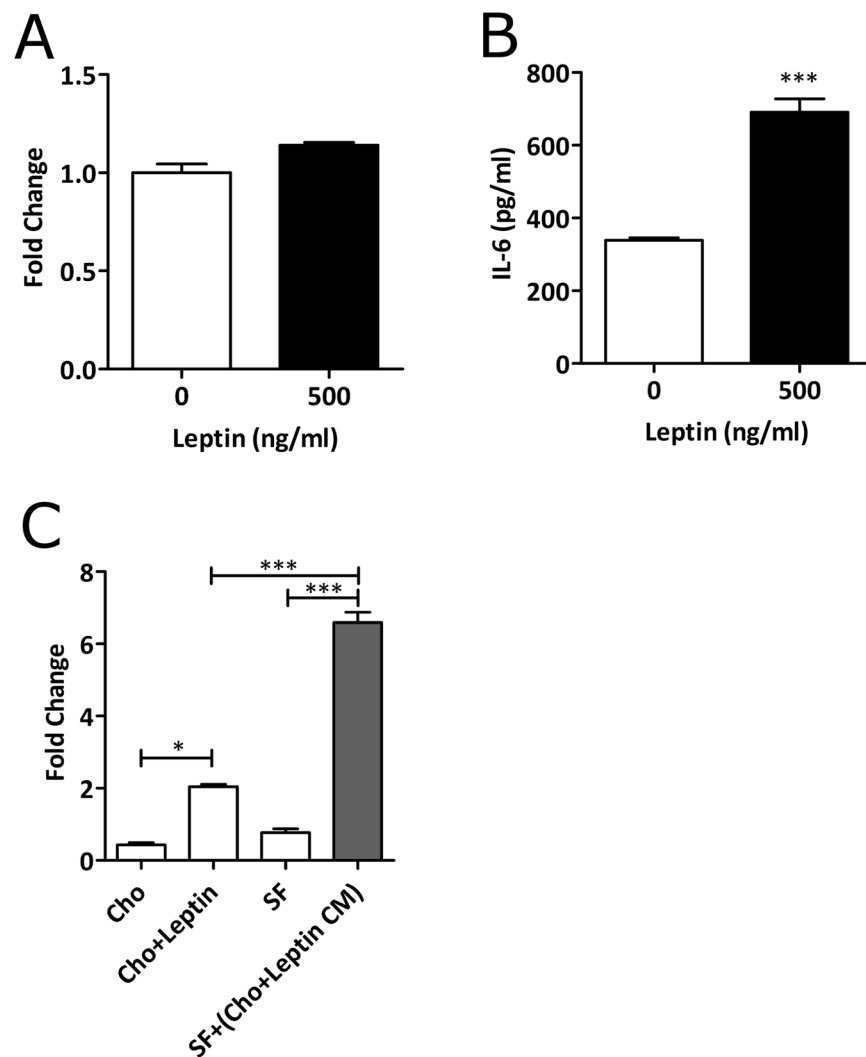 A
1.5
1.0
0.5
0.0
Fold Change
0
500
Leptin (ng/ml)
B
800
600
400
200
0
IL-6 (pg/ml)
***
0
500
Leptin (ng/ml)
C
8
6
4
2
0
Fold Change
***
***
*
Cho
Cho+Leptin
SF
SF+(Cho+Leptin CM)